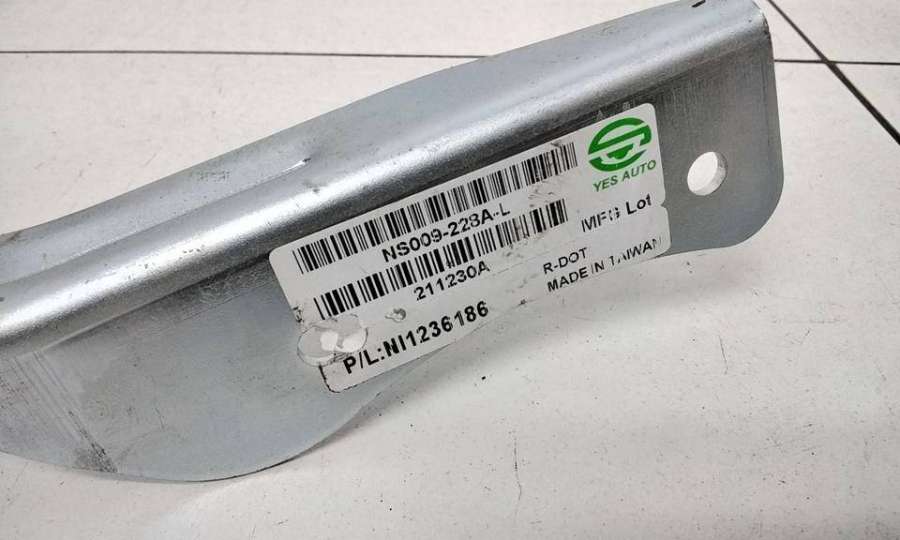 YES AUTO
NS009-228A-L
MFG Lot
211230A
R-DOT
MADE IN TAIWAN
P/L:NI1236186